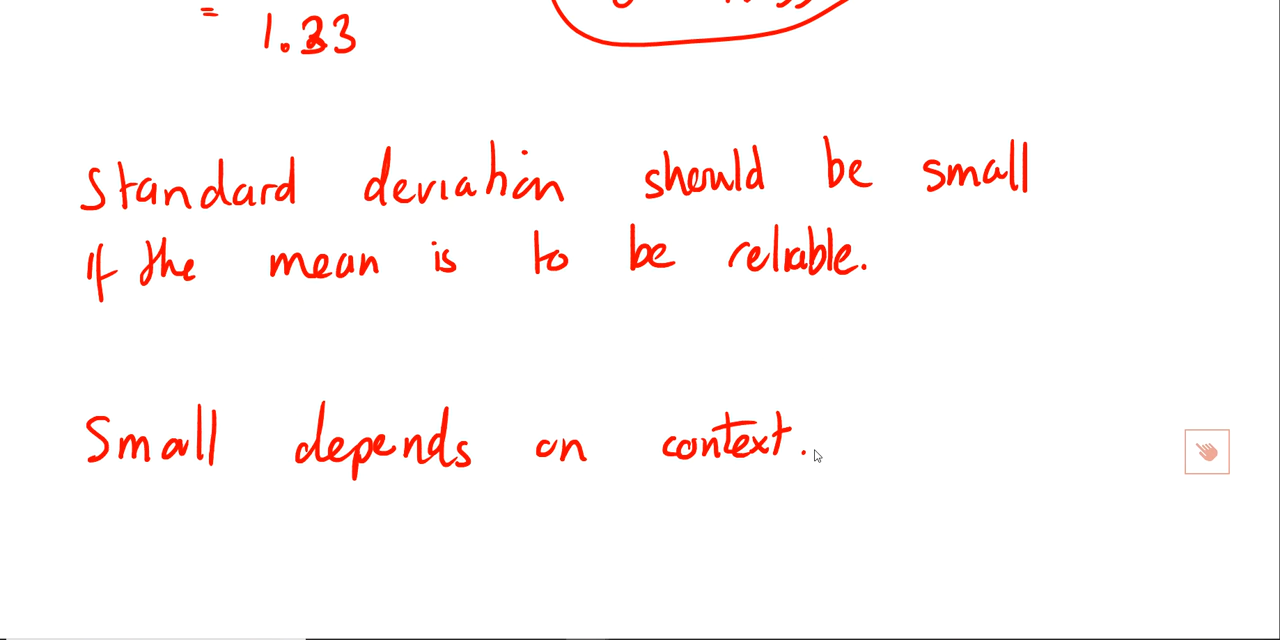 = 1.33
Standard deviation should be small
if the mean is to be reliable.
Small depends on context.